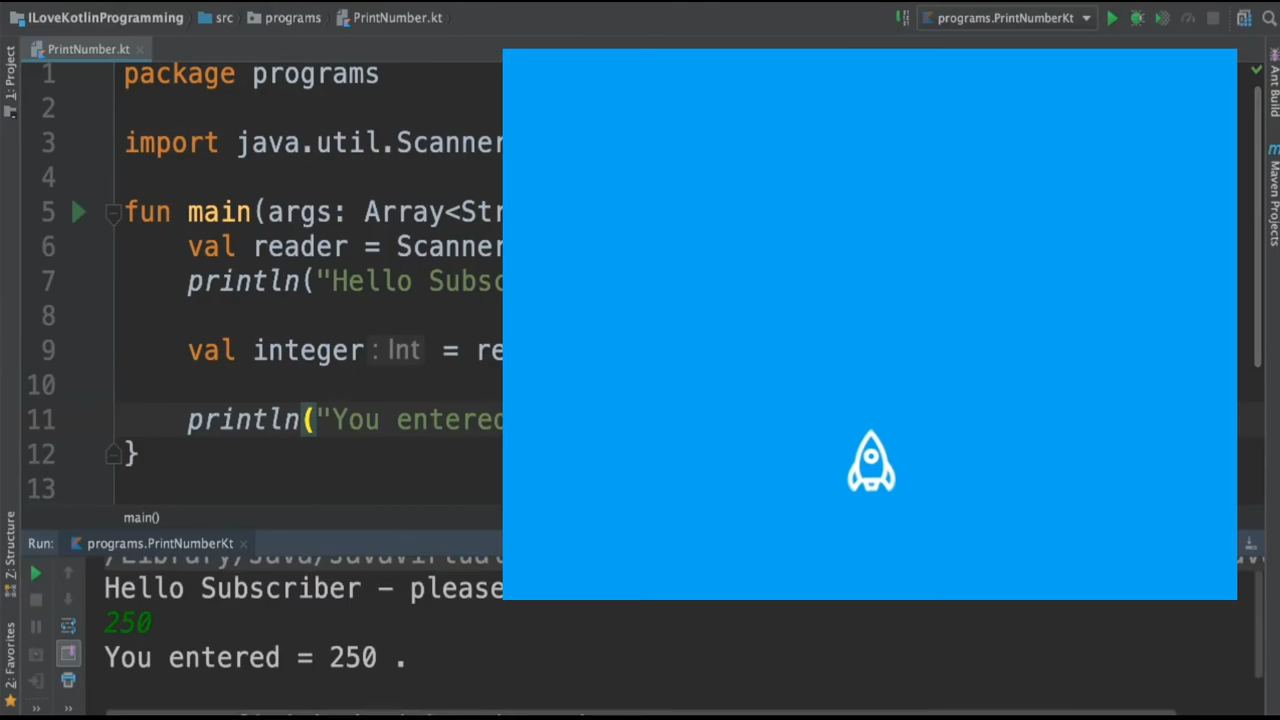 ILoveKotlinProgramming src programs PrintNumber.kt programs.PrintNumberKt
1: Project
PrintNumber.kt
1 package programs
2
3 import java.util.Scanner
4
5 fun main(args: Array<Str
6 val reader = Scanner
7 println("Hello Subsc
8
9 val integer: Int = re
10
11 println("You entered
12 }
13
main()
Ant Build
Maven Projects
Z: Structure
2: Favorites
Run: programs.PrintNumberKt
Hello Subscriber - please
250
You entered = 250 .